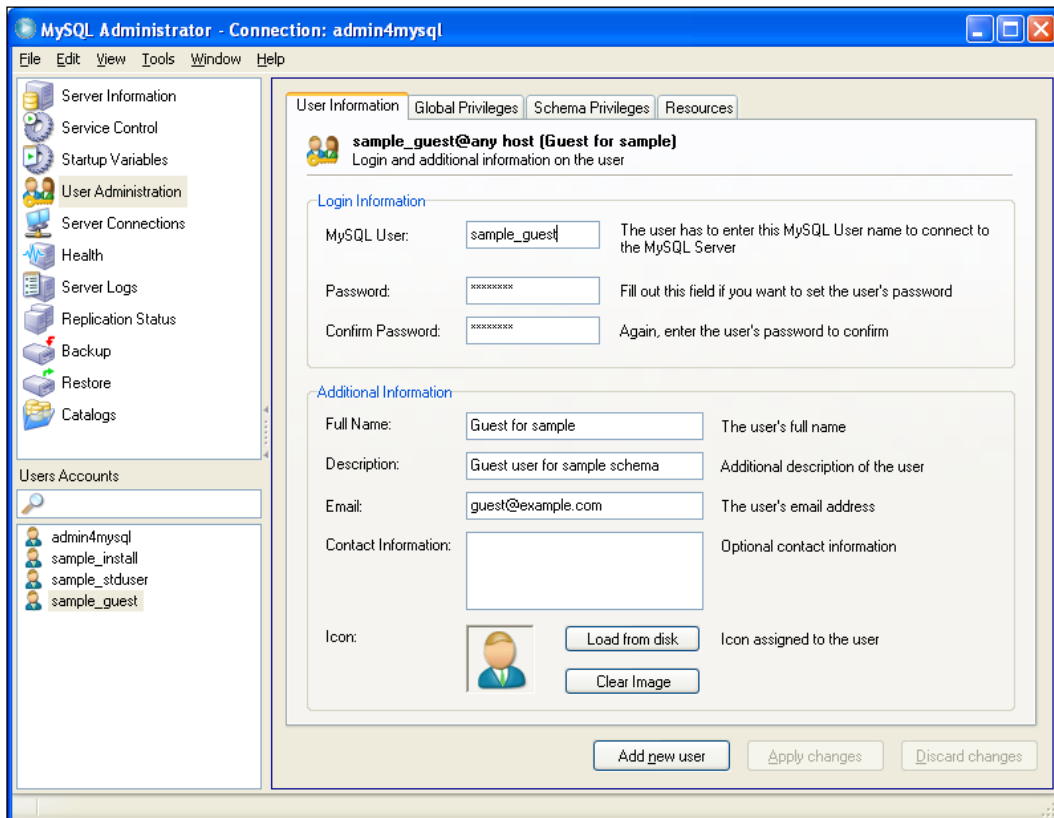 MySQL Administrator - Connection: admin4mysql
File Edit View Tools Window Help
Server Information
Service Control
Startup Variables
User Administration
Server Connections
Health
Server Logs
Replication Status
Backup
Restore
Catalogs
Users Accounts
admin4mysql
sample_install
sample_stduser
sample_guest
User Information Global Privileges Schema Privileges Resources
sample_guest@any host (Guest for sample)
Login and additional information on the user
Login Information
MySQL User: sample_guest The user has to enter this MySQL User name to connect to
the MySQL Server
Password: ******** Fill out this field if you want to set the user's password
Confirm Password: ******** Again, enter the user's password to confirm
Additional Information
Full Name: Guest for sample The user's full name
Description: Guest user for sample schema Additional description of the user
Email: guest@example.com The user's email address
Contact Information: Optional contact information
Icon: Load from disk Icon assigned to the user
Clear Image
Add new user Apply changes Discard changes